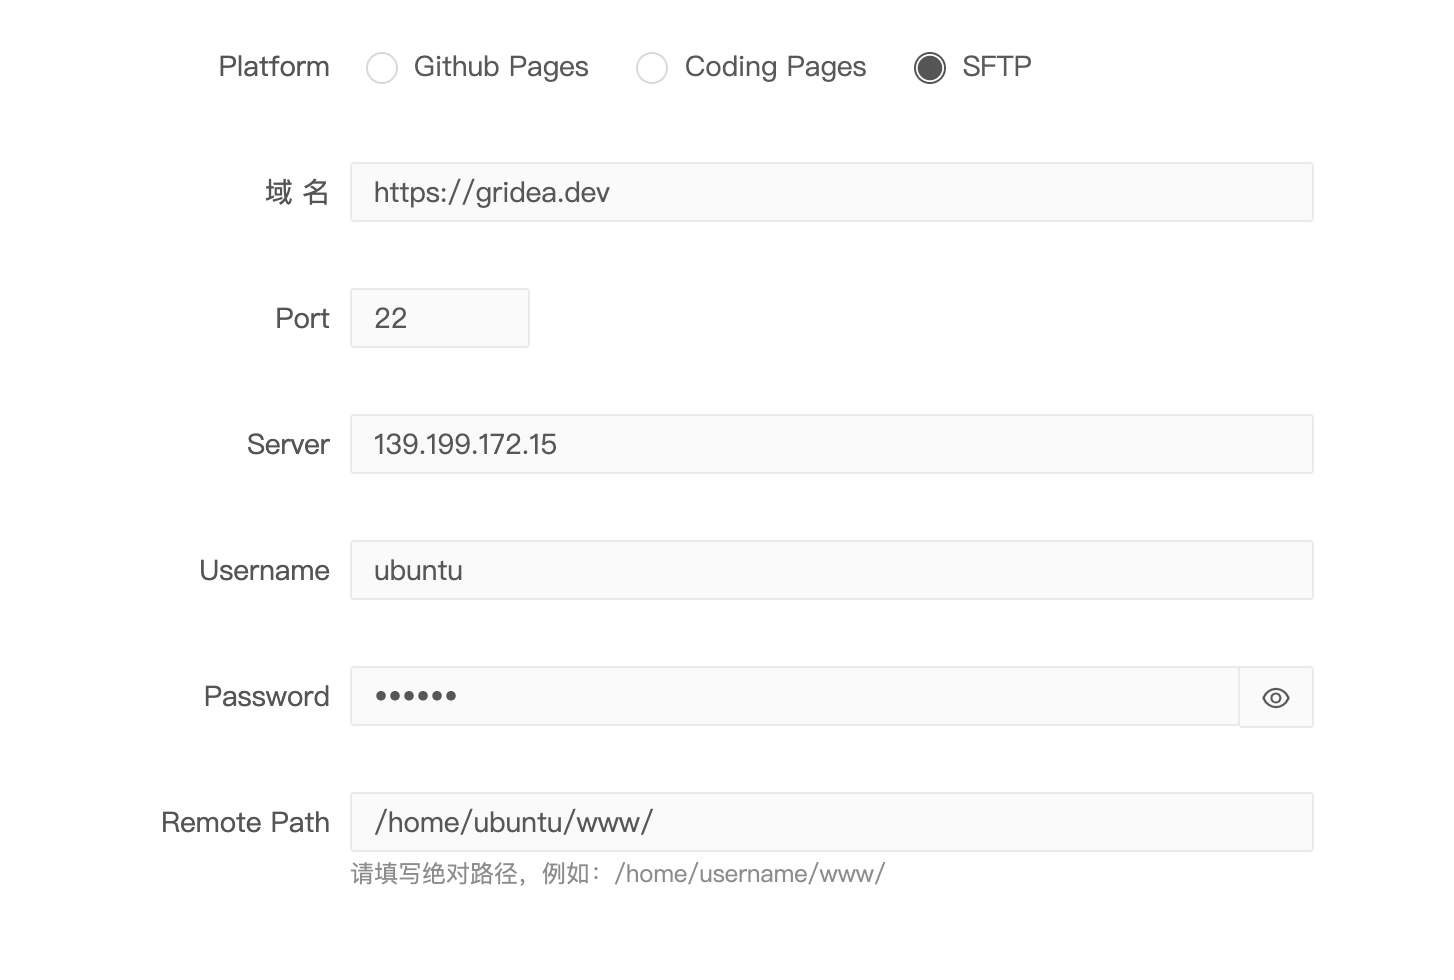 Platform Github Pages Coding Pages SFTP
域 名 https://gridea.dev
Port 22
Server 139.199.172.15
Username ubuntu
Password ••••••
Remote Path /home/ubuntu/www/
请填写绝对路径，例如：/home/username/www/